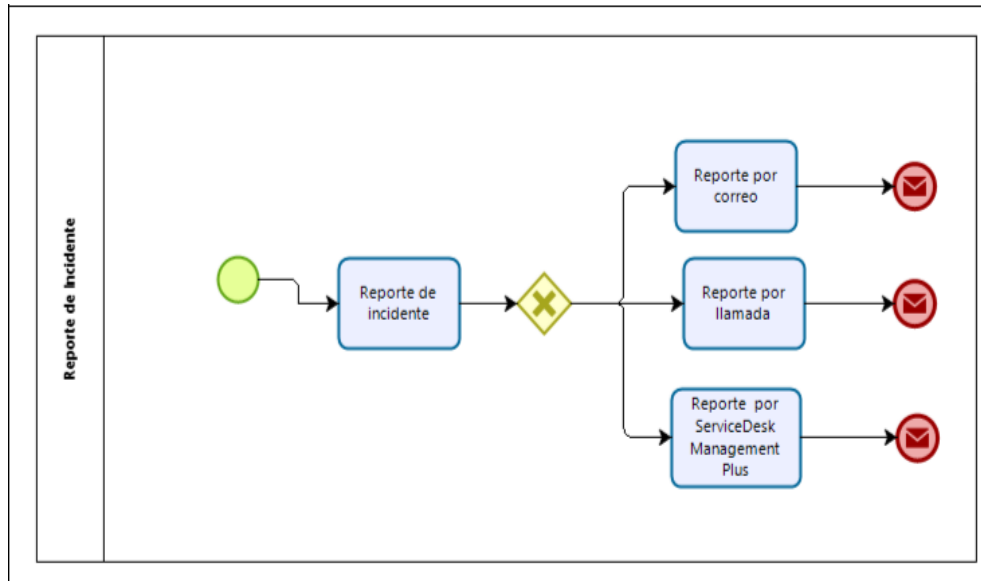 Reporte de Incidente
Reporte de
incidente
Reporte por
correo
Reporte por
llamada
Reporte por
ServiceDesk
Management
Plus